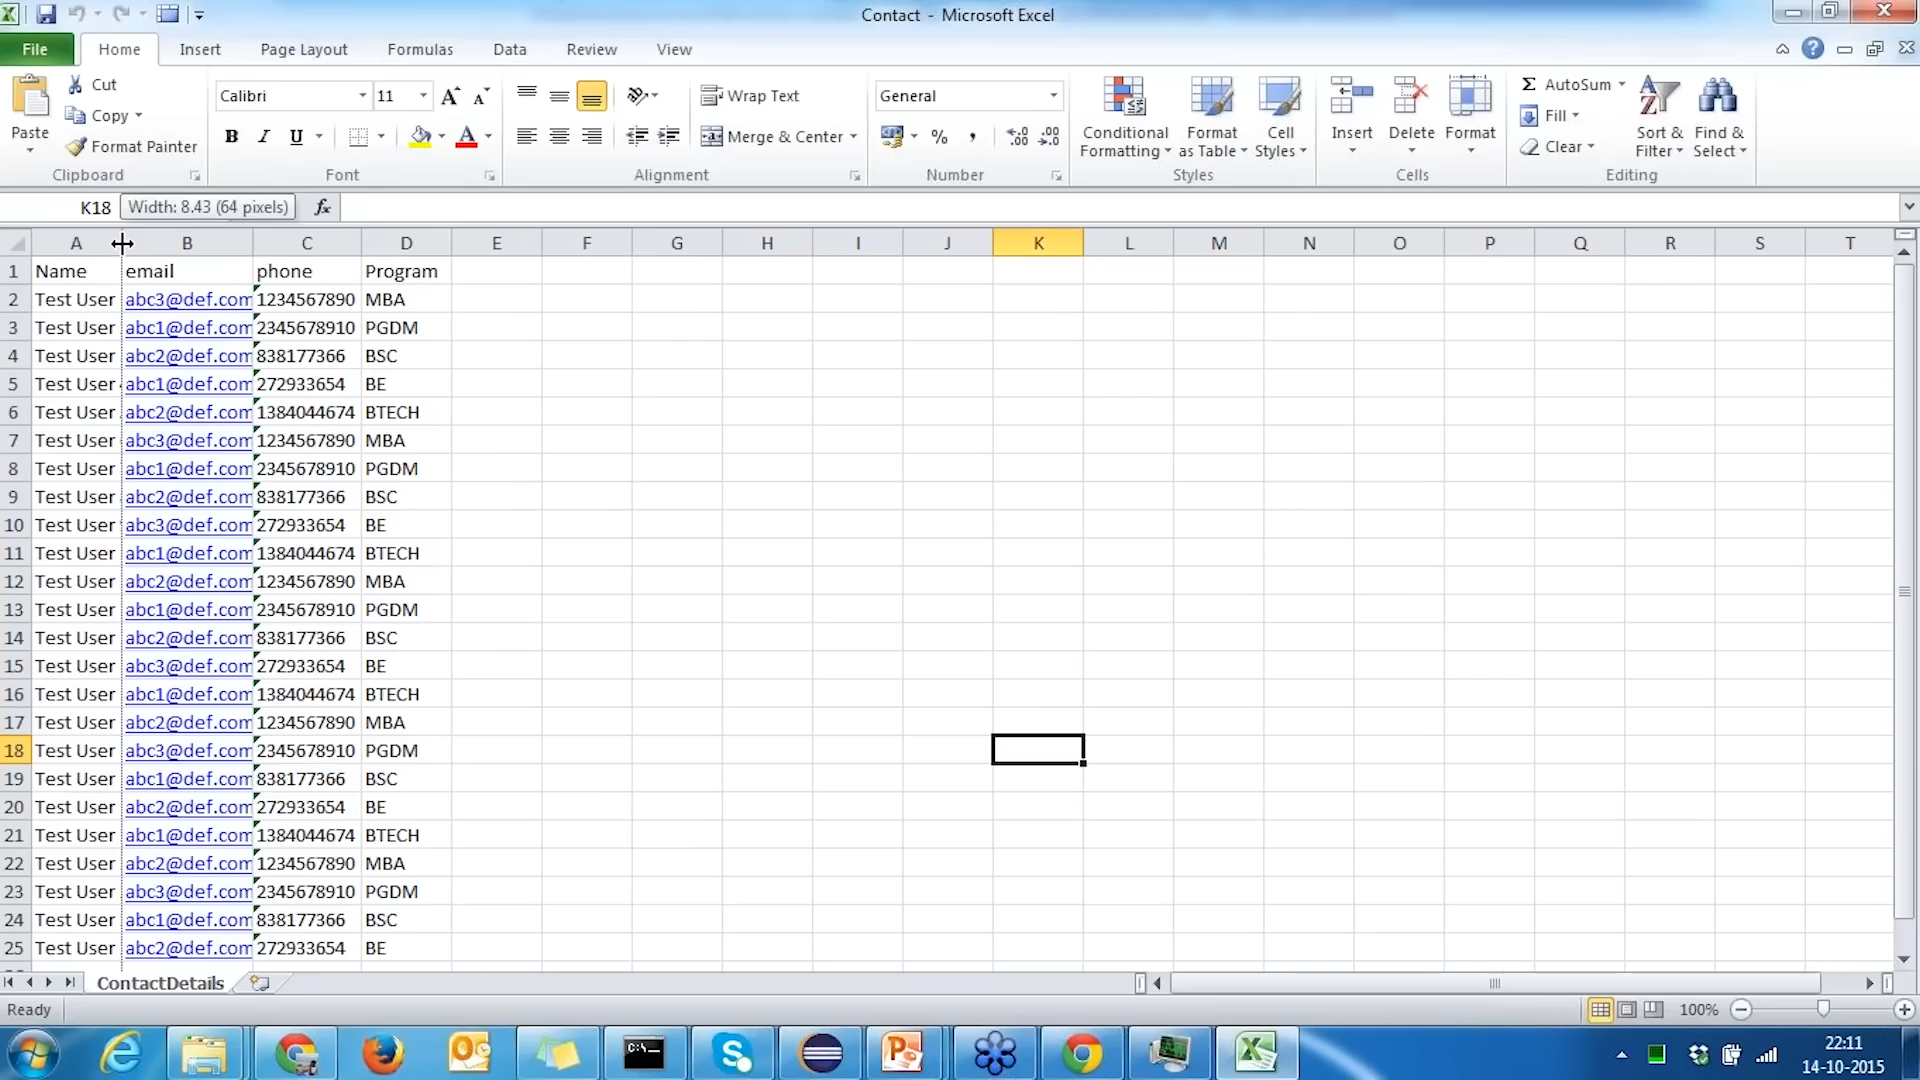 Contact - Microsoft Excel
File Home Insert Page Layout Formulas Data Review View
Paste
Cut
Copy
Format Painter
Clipboard
Calibri 11 A A
B I U A
Font
Wrap Text
Merge & Center
Alignment
General
% , .0 .00 .00 .0
Number
Conditional Formatting
Format as Table
Cell Styles
Styles
Insert Delete Format
Cells
Σ AutoSum
Fill
Clear
Sort & Filter
Find & Select
Editing
K18 Width: 8.43 (64 pixels) fx
A B C D E F G H I J K L M N O P Q R S T
1 Name email phone Program
2 Test User abc3@def.com 1234567890 MBA
3 Test User abc1@def.com 2345678910 PGDM
4 Test User abc2@def.com 838177366 BSC
5 Test User abc1@def.com 272933654 BE
6 Test User abc2@def.com 1384044674 BTECH
7 Test User abc3@def.com 1234567890 MBA
8 Test User abc1@def.com 2345678910 PGDM
9 Test User abc2@def.com 838177366 BSC
10 Test User abc3@def.com 272933654 BE
11 Test User abc1@def.com 1384044674 BTECH
12 Test User abc2@def.com 1234567890 MBA
13 Test User abc1@def.com 2345678910 PGDM
14 Test User abc2@def.com 838177366 BSC
15 Test User abc3@def.com 272933654 BE
16 Test User abc1@def.com 1384044674 BTECH
17 Test User abc2@def.com 1234567890 MBA
18 Test User abc3@def.com 2345678910 PGDM
19 Test User abc1@def.com 838177366 BSC
20 Test User abc2@def.com 272933654 BE
21 Test User abc1@def.com 1384044674 BTECH
22 Test User abc2@def.com 1234567890 MBA
23 Test User abc3@def.com 2345678910 PGDM
24 Test User abc1@def.com 838177366 BSC
25 Test User abc2@def.com 272933654 BE
ContactDetails
Ready 100%
22:11
14-10-2015